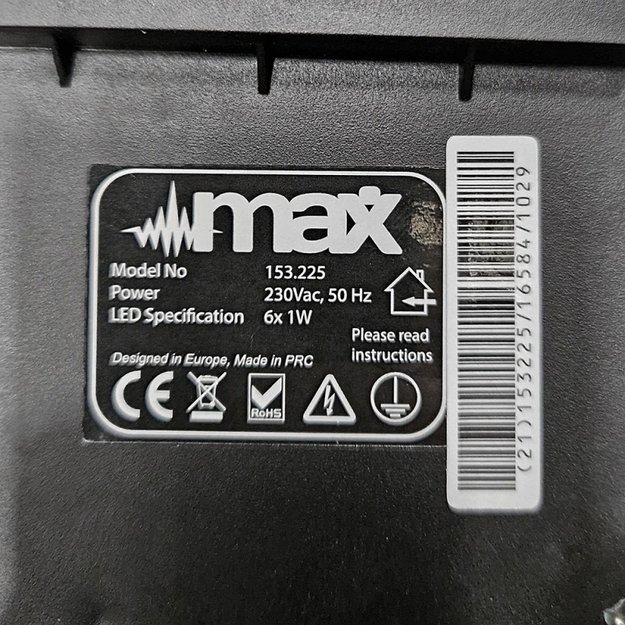 max
Model No 153.225
Power 230Vac, 50 Hz
LED Specification 6x 1W
Please read
instructions
Designed in Europe, Made in PRC
CE
RoHS
(21)153225/16584/1029